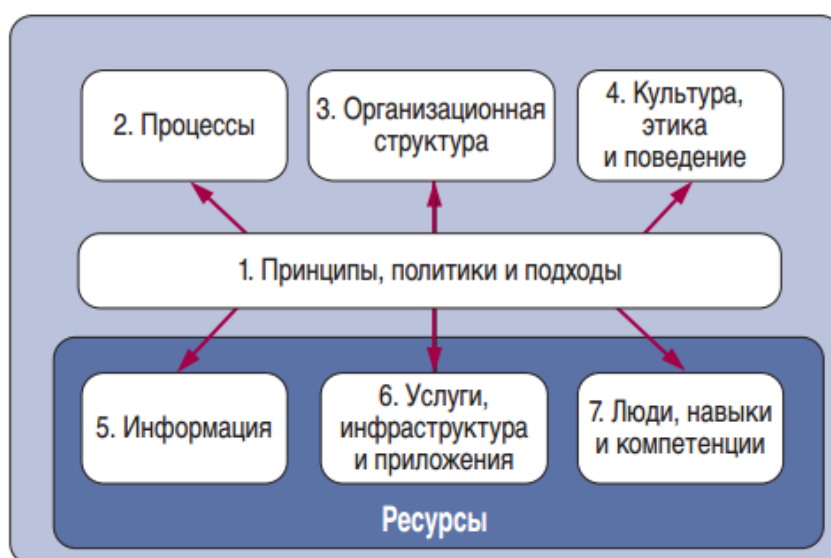 2. Процессы
3. Организационная
структура
4. Культура,
этика
и поведение
1. Принципы, политики и подходы
5. Информация
6. Услуги,
инфраструктура
и приложения
7. Люди, навыки
и компетенции
Ресурсы